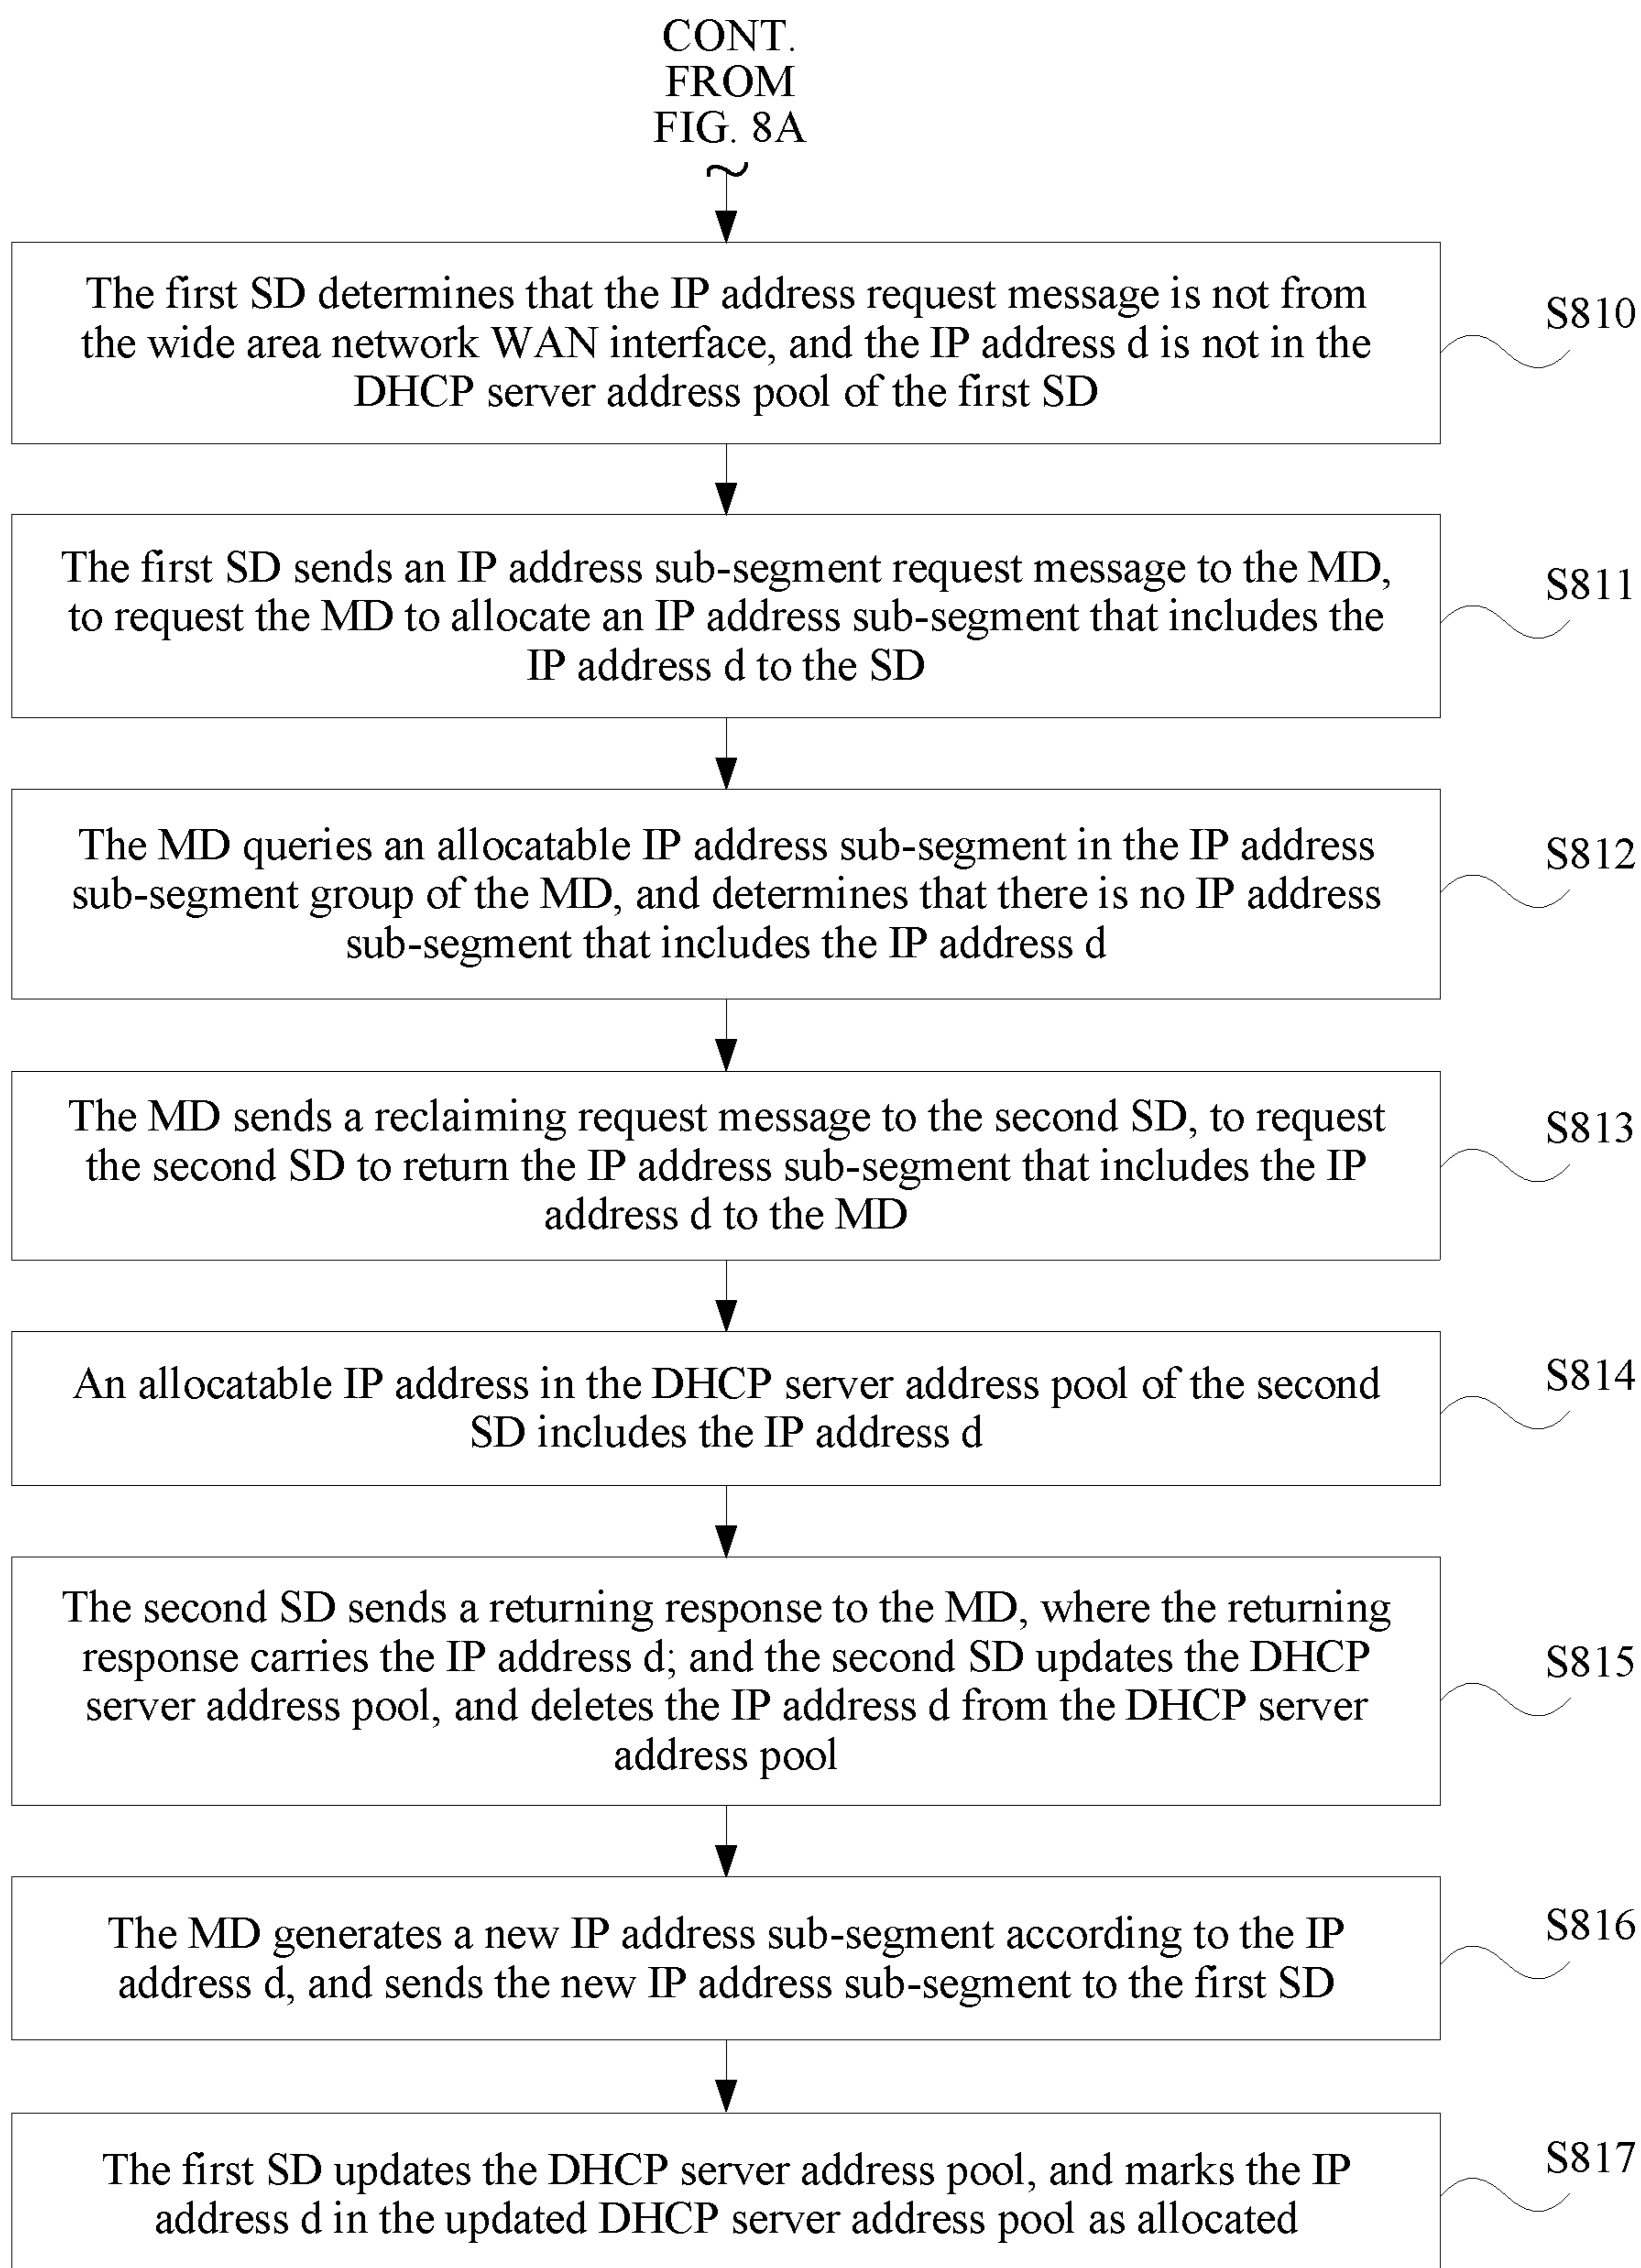 CONT.
FROM
FIG. 8A
The first SD determines that the IP address request message is not from
the wide area network WAN interface, and the IP address d is not in the
DHCP server address pool of the first SD
S810
The first SD sends an IP address sub-segment request message to the MD,
to request the MD to allocate an IP address sub-segment that includes the
IP address d to the SD
S811
The MD queries an allocatable IP address sub-segment in the IP address
sub-segment group of the MD, and determines that there is no IP address
sub-segment that includes the IP address d
S812
The MD sends a reclaiming request message to the second SD, to request
the second SD to return the IP address sub-segment that includes the IP
address d to the MD
S813
An allocatable IP address in the DHCP server address pool of the second
SD includes the IP address d
S814
The second SD sends a returning response to the MD, where the returning
response carries the IP address d; and the second SD updates the DHCP
server address pool, and deletes the IP address d from the DHCP server
address pool
S815
The MD generates a new IP address sub-segment according to the IP
address d, and sends the new IP address sub-segment to the first SD
S816
The first SD updates the DHCP server address pool, and marks the IP
address d in the updated DHCP server address pool as allocated
S817